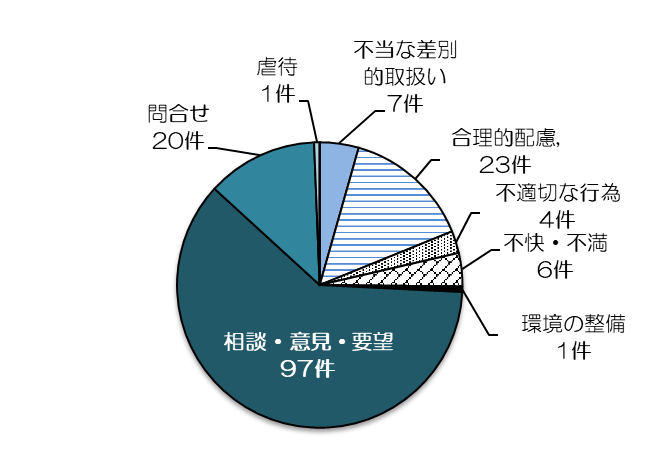 不当な差別
的取扱い
7件
虐待
1件
問合せ
20件
合理的配慮,
23件
不適切な行為
4件
不快・不満
6件
環境の整備
1件
相談・意見・要望
97件